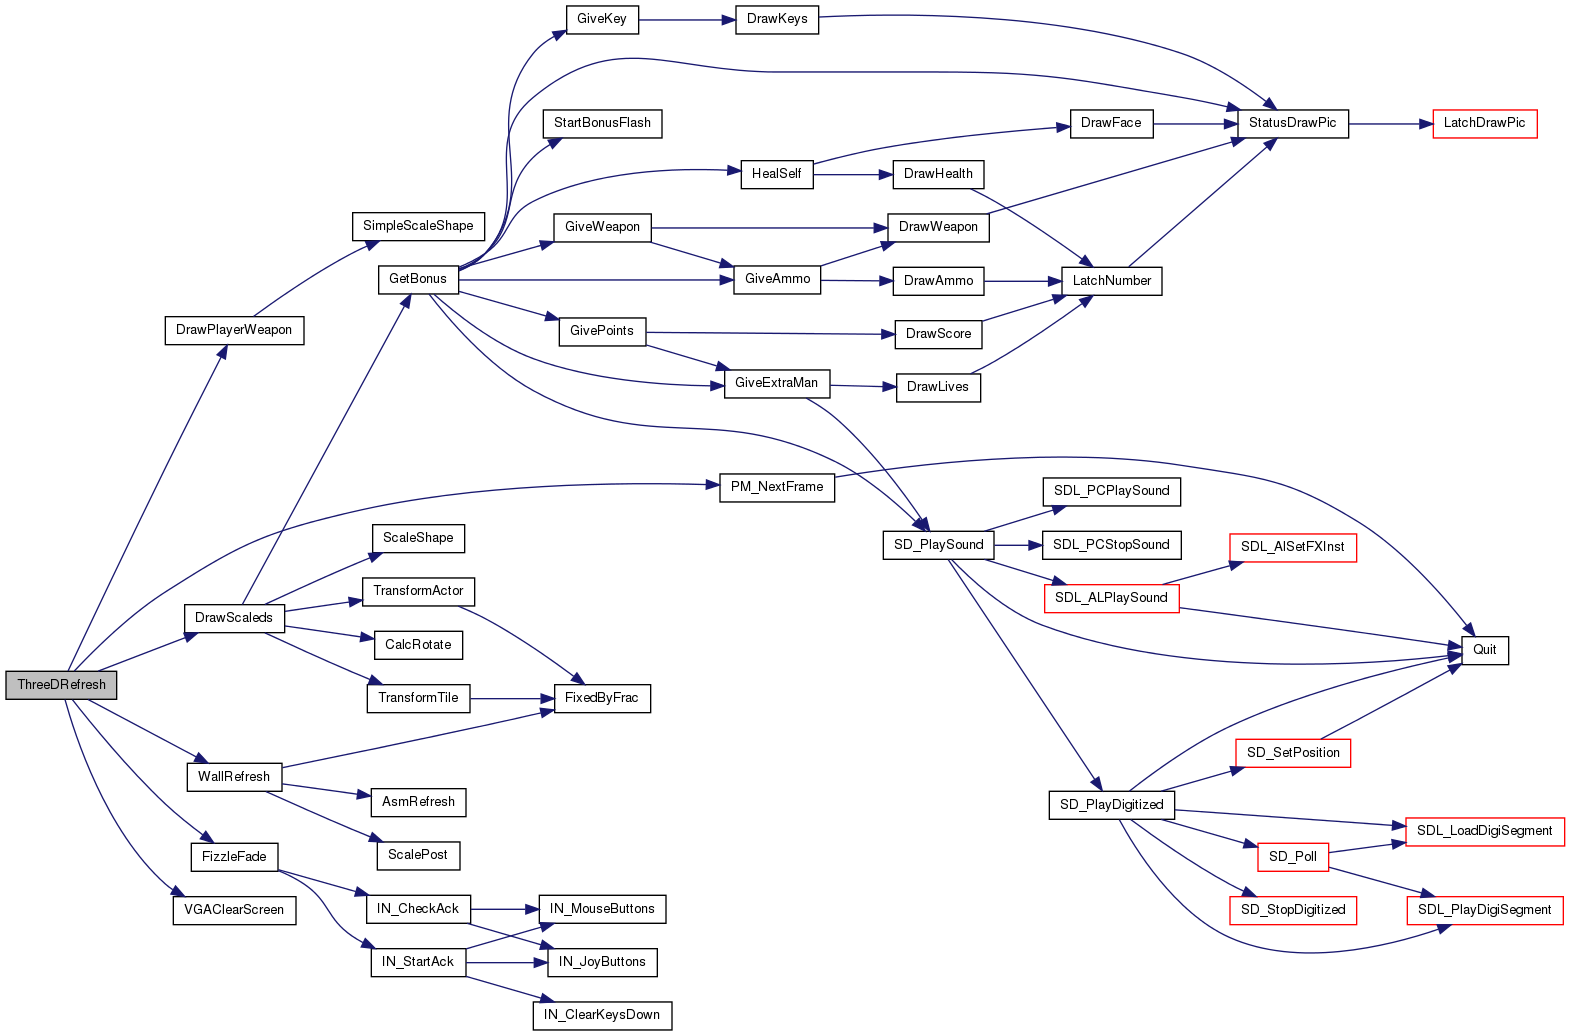 GiveKey
DrawKeys
StartBonusFlash
DrawFace
StatusDrawPic
LatchDrawPic
HealSelf
DrawHealth
SimpleScaleShape
GiveWeapon
DrawWeapon
GetBonus
GiveAmmo
DrawAmmo
LatchNumber
DrawPlayerWeapon
GivePoints
DrawScore
GiveExtraMan
DrawLives
PM_NextFrame
SDL_PCPlaySound
ScaleShape
SD_PlaySound
SDL_PCStopSound
SDL_AlSetFXInst
TransformActor
SDL_ALPlaySound
DrawScaleds
CalcRotate
Quit
ThreeDRefresh
TransformTile
FixedByFrac
SD_SetPosition
WallRefresh
AsmRefresh
SD_PlayDigitized
SDL_LoadDigiSegment
FizzleFade
ScalePost
SD_Poll
VGAClearScreen
IN_CheckAck
IN_MouseButtons
SD_StopDigitized
SDL_PlayDigiSegment
IN_StartAck
IN_JoyButtons
IN_ClearKeysDown